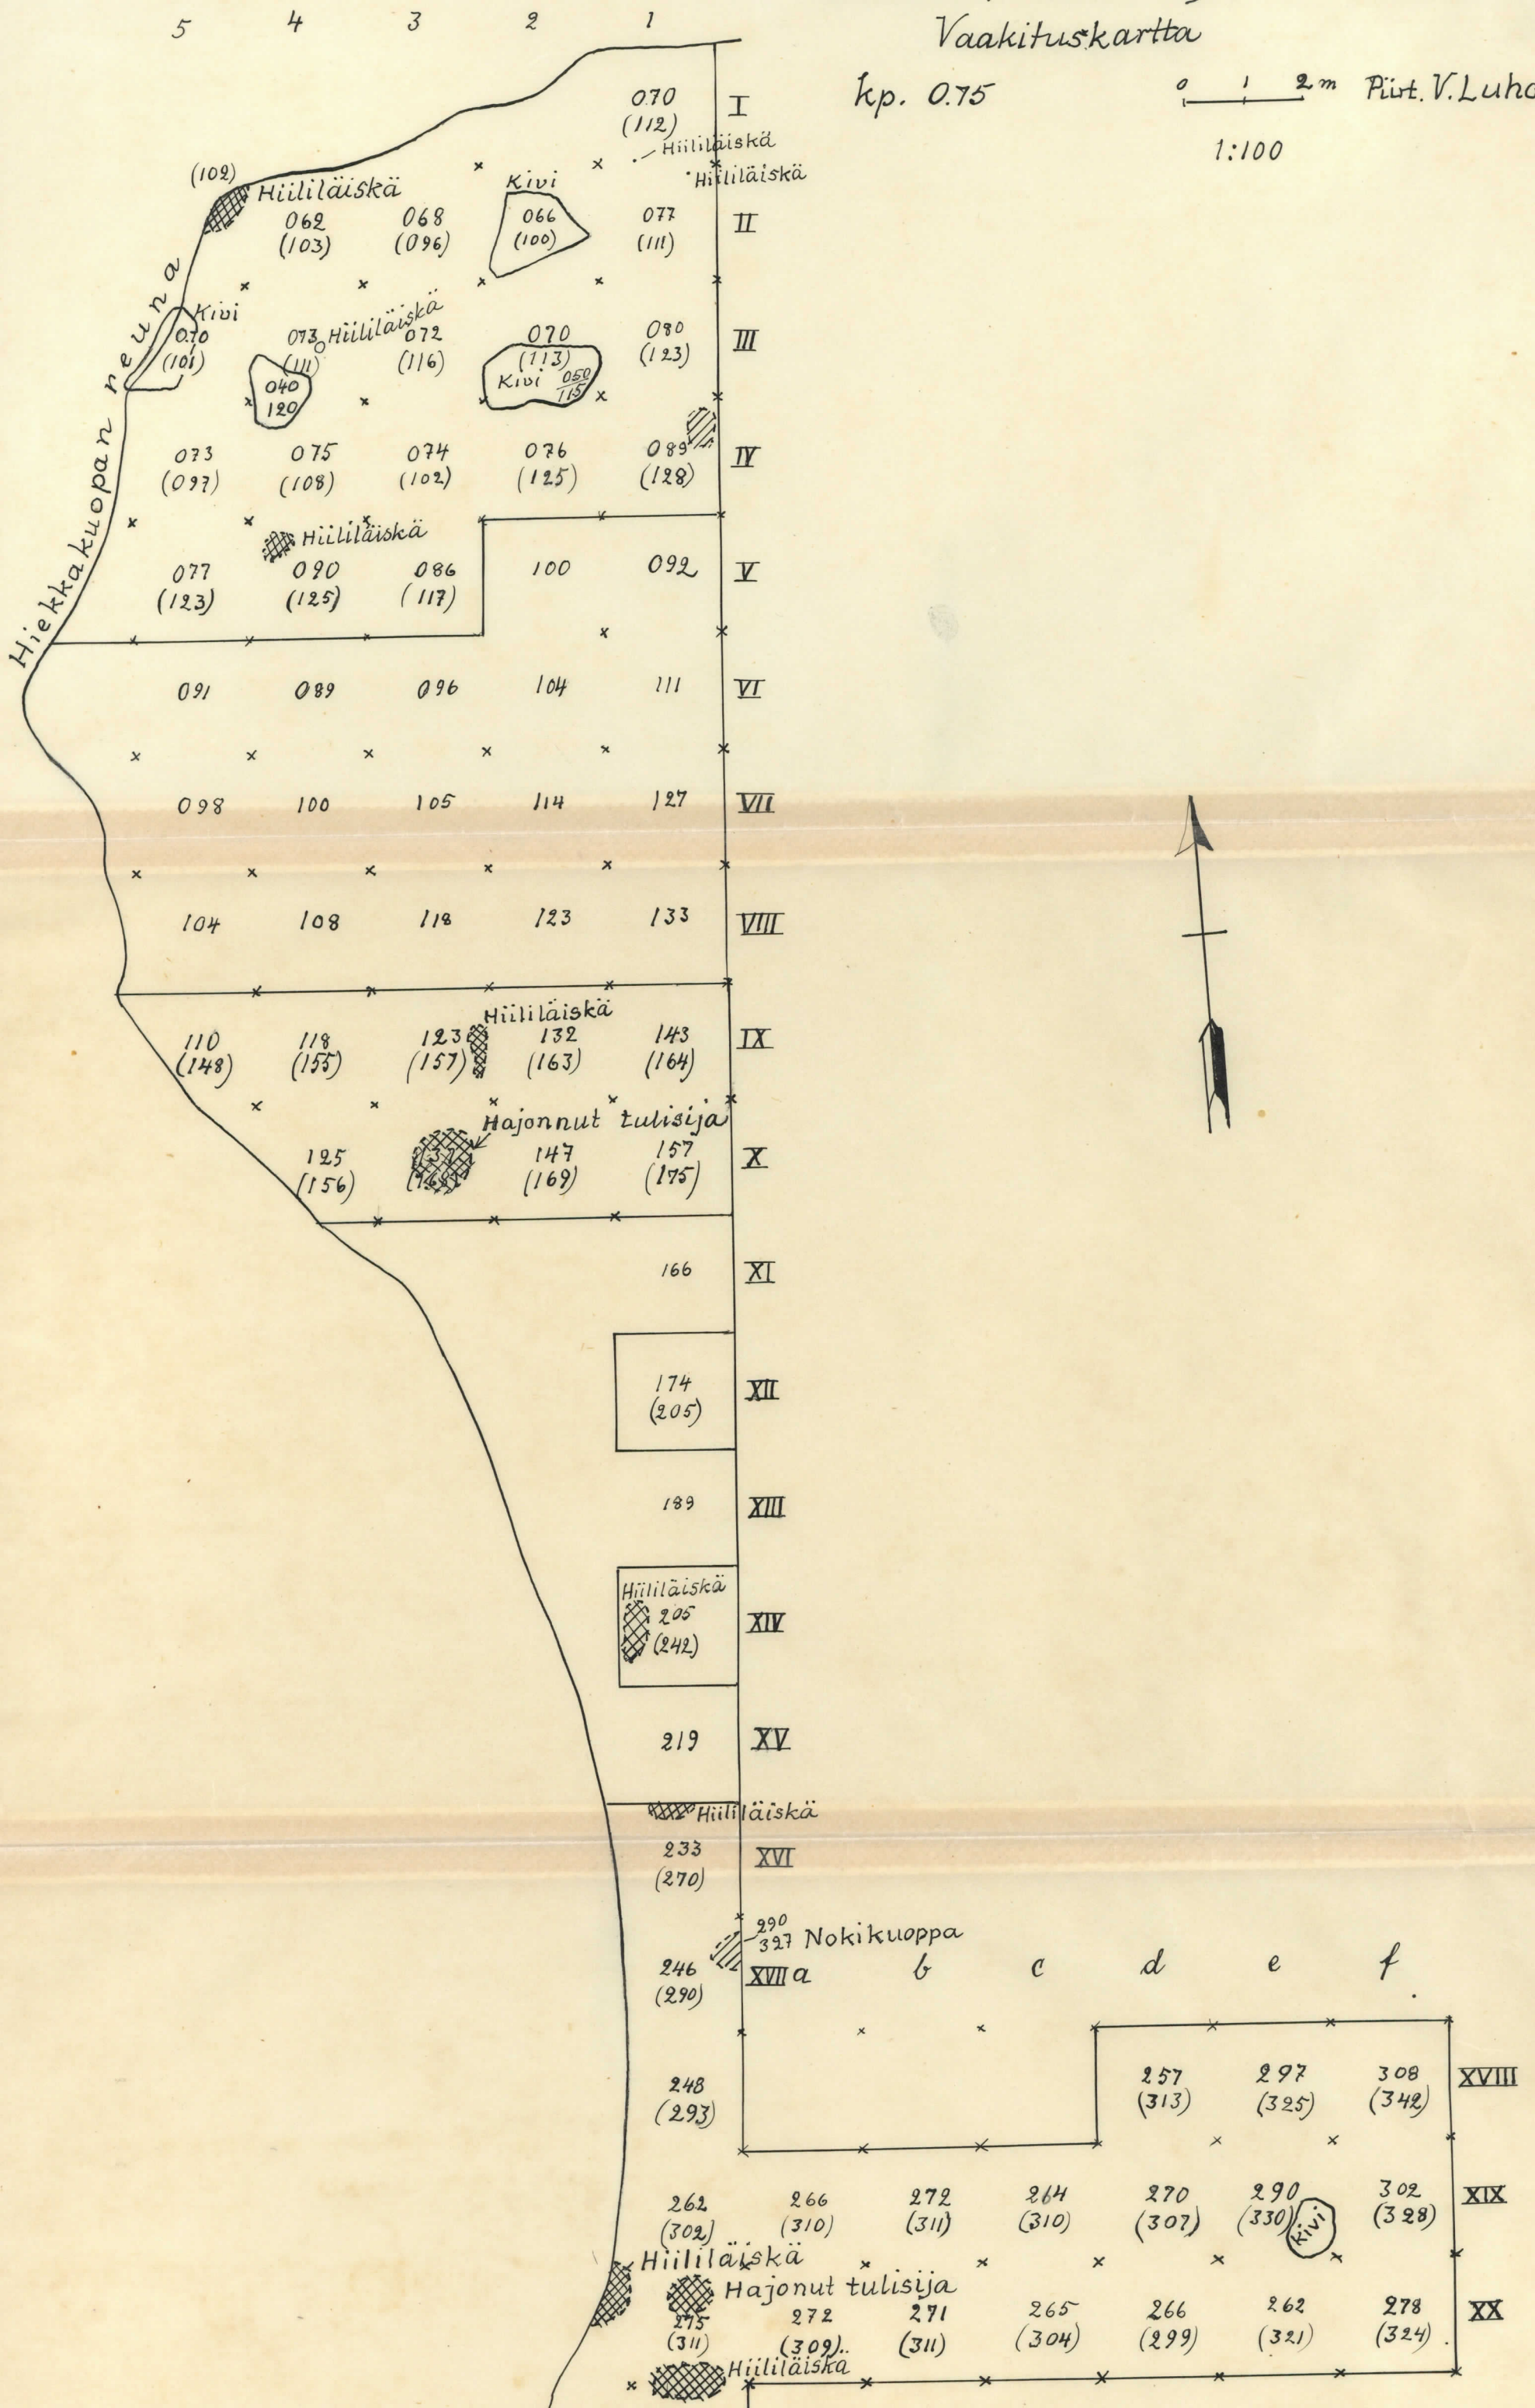 Vaakituskartta
kp. 0.75
0 1 2 m Piirt. V. Luho
1:100
5 4 3 2 1
070 I
(112)
Hiililäiskä
Hiililäiskä
(102) Hiililäiskä Kivi
062 068 066 077 II
(103) (096) (100) (111)
Hiekkakuopan reuna
Kivi Hiililäiskä
070 073 072 070 080 III
(101) (111) (116) (113) (123)
040 Kivi 050
120 115
073 075 074 076 089 IV
(097) (108) (102) (125) (128)
Hiililäiskä
077 090 086 100 092 V
(123) (125) (117)
091 089 096 104 111 VI
098 100 105 114 127 VII
104 108 118 123 133 VIII
Hiililäiskä
110 118 123 132 143 IX
(148) (155) (157) (163) (164)
Hajonnut tulisija
125 147 157 X
(156) (169) (175)
166 XI
174 XII
(205)
189 XIII
Hiililäiskä
205 XIV
(242)
219 XV
Hiililäiskä
233 XVI
(270)
290
327 Nokikuoppa
246 XVII a b c d e f
(290)
248 257 297 308 XVIII
(293) (313) (325) (342)
262 266 272 264 270 290 302 XIX
(302) (310) (311) (310) (307) (330) Kivi (328)
Hiililäiskä
Hajonut tulisija
275 272 271 265 266 262 278 XX
(311) (309).. (311) (304) (299) (321) (324).
Hiililäiskä